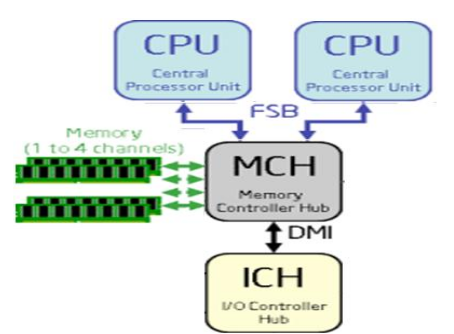 CPU
Central
Processor Unit
CPU
Central
Processor Unit
FSB
Memory
(1 to 4 channels)
MCH
Memory
Controller Hub
DMI
ICH
I/O Controller
Hub